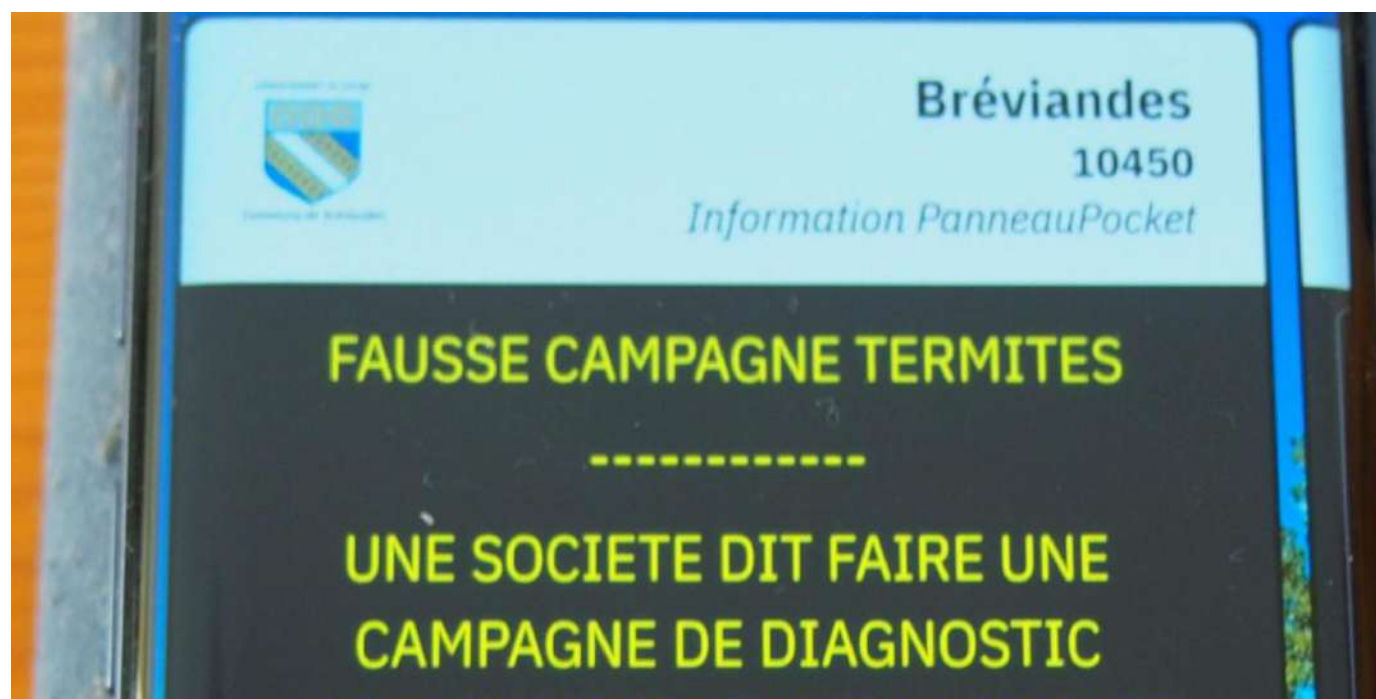 Bréviandes
10450
Information PanneauPocket
FAUSSE CAMPAGNE TERMITES
------------
UNE SOCIETE DIT FAIRE UNE
CAMPAGNE DE DIAGNOSTIC